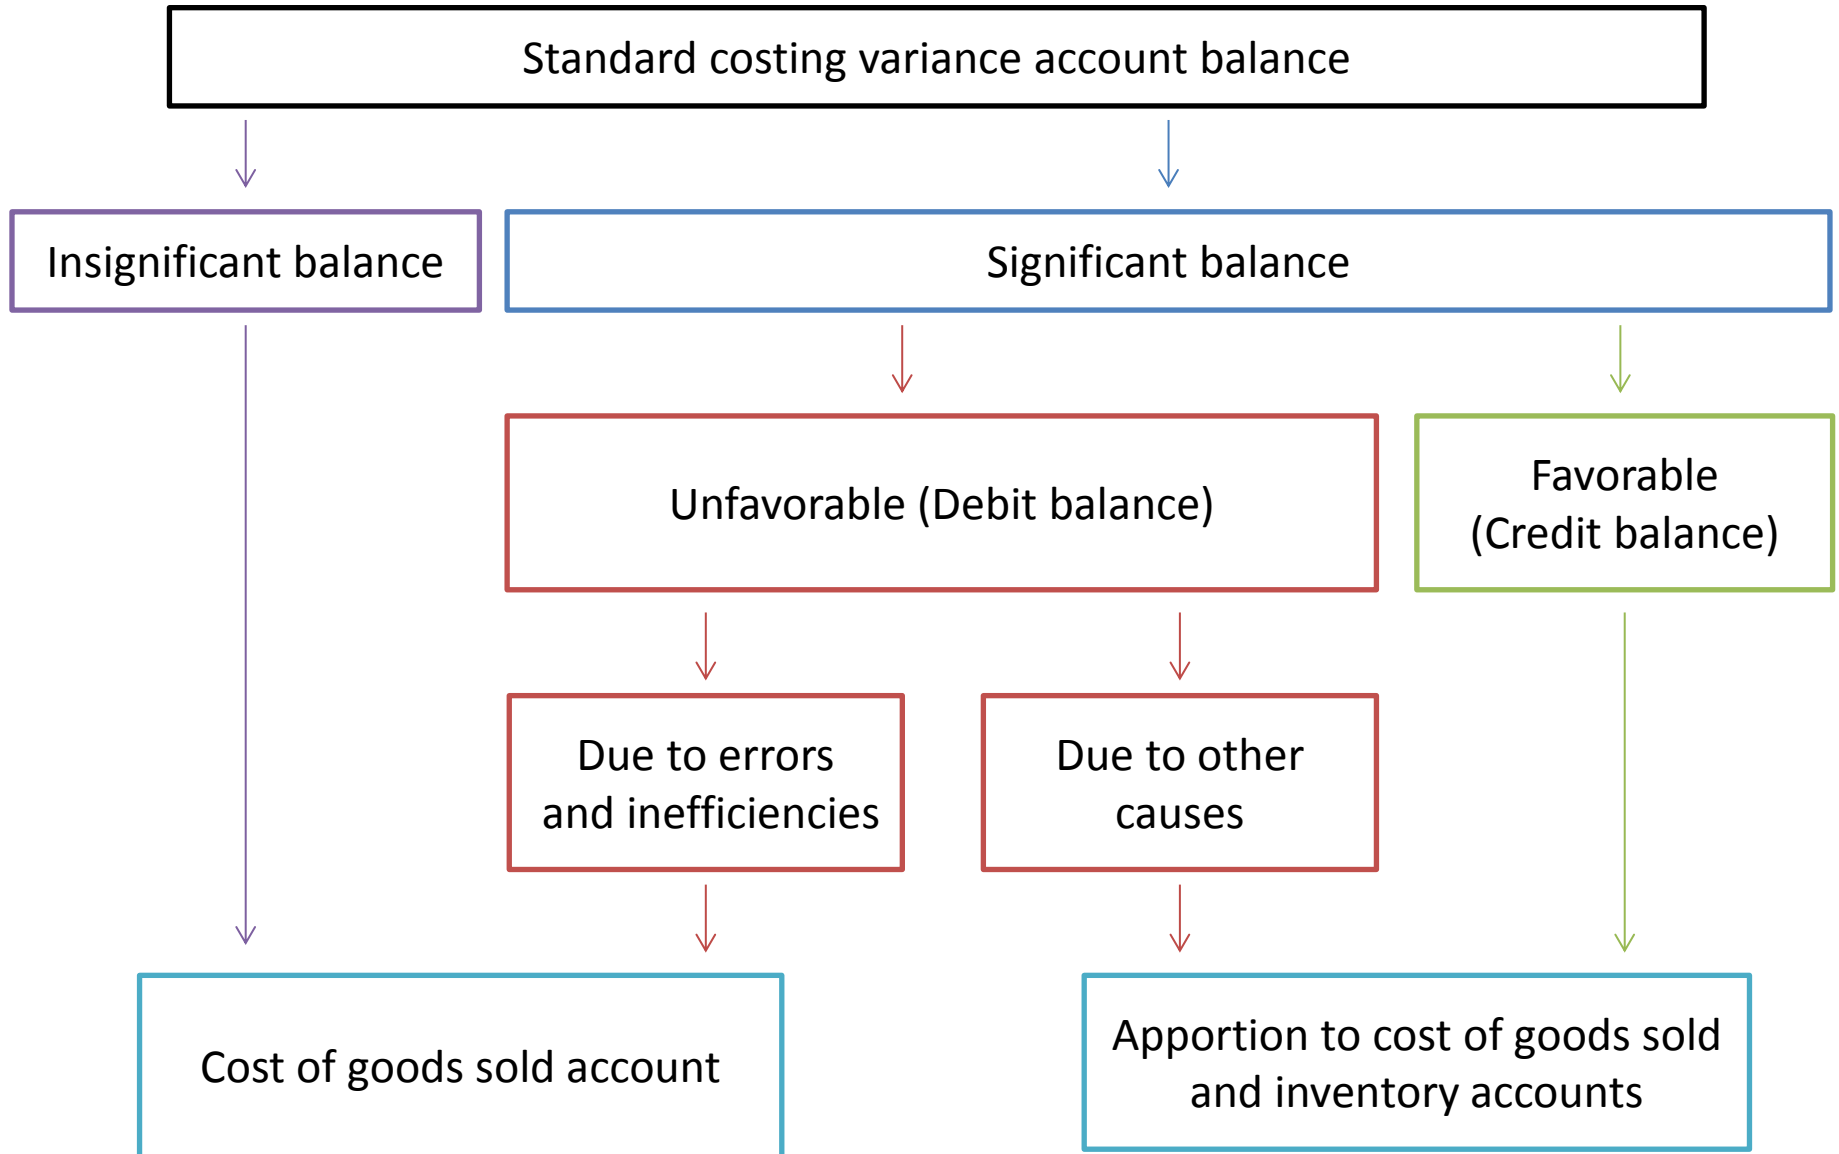 Standard costing variance account balance
Insignificant balance
Significant balance
Unfavorable (Debit balance)
Favorable
(Credit balance)
Due to errors
and inefficiencies
Due to other
causes
Cost of goods sold account
Apportion to cost of goods sold
and inventory accounts